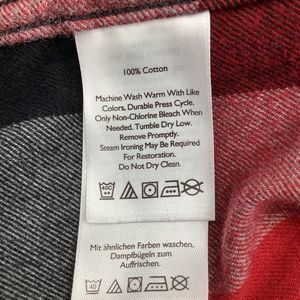 100% Cotton
Machine Wash Warm With Like
Colors, Durable Press Cycle.
Only Non-Chlorine Bleach When
Needed. Tumble Dry Low.
Remove Promptly.
Steam Ironing May Be Required
For Restoration.
Do Not Dry Clean.
40C
Mit ähnlichen Farben waschen,
Dampfbügeln zum
Auffrischen.
40